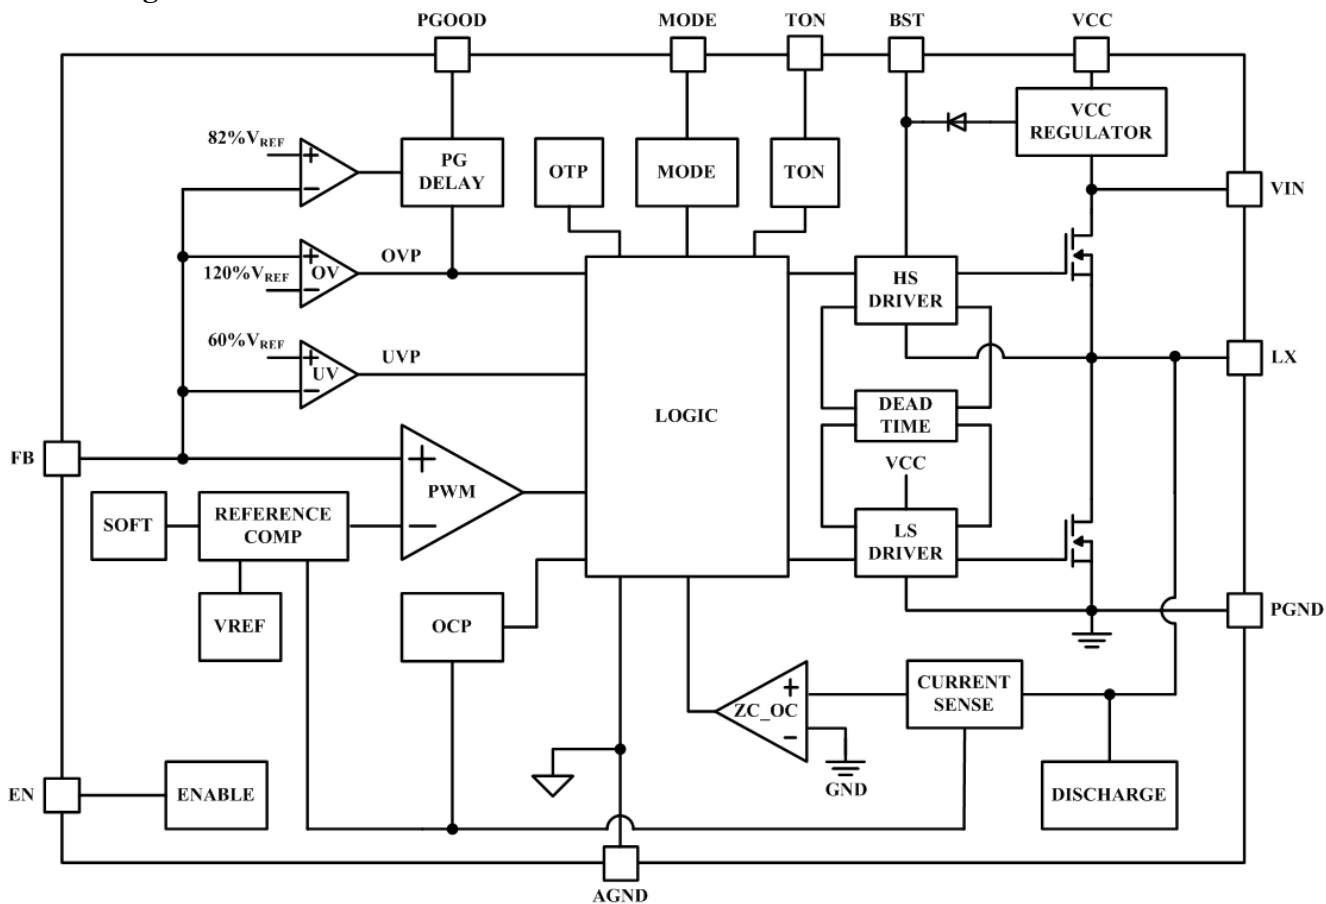 PGOOD
MODE
TON
BST
VCC
82%VREF
PG
DELAY
OTP
MODE
TON
VCC
REGULATOR
VIN
120%VREF
OV
OVP
HS
DRIVER
60%VREF
UV
UVP
LX
LOGIC
DEAD
TIME
FB
PWM
VCC
SOFT
REFERENCE
COMP
LS
DRIVER
VREF
OCP
PGND
ZC_OC
CURRENT
SENSE
GND
EN
ENABLE
DISCHARGE
AGND